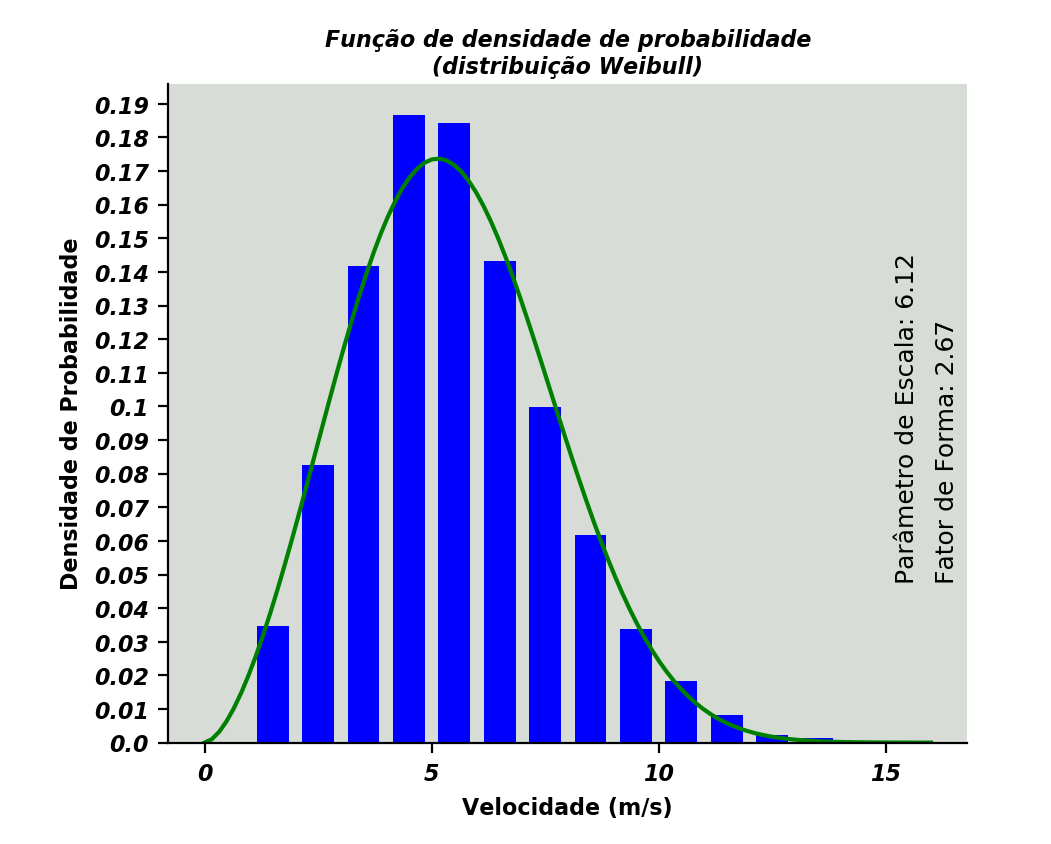 Função de densidade de probabilidade
(distribuição Weibull)
0.19
0.18
0.17
0.16
0.15
0.14
0.13
0.12
0.11
0.1
0.09
0.08
0.07
0.06
0.05
0.04
0.03
0.02
0.01
0.0
Densidade de Probabilidade
Parâmetro de Escala: 6.12
Fator de Forma: 2.67
0 5 10 15
Velocidade (m/s)